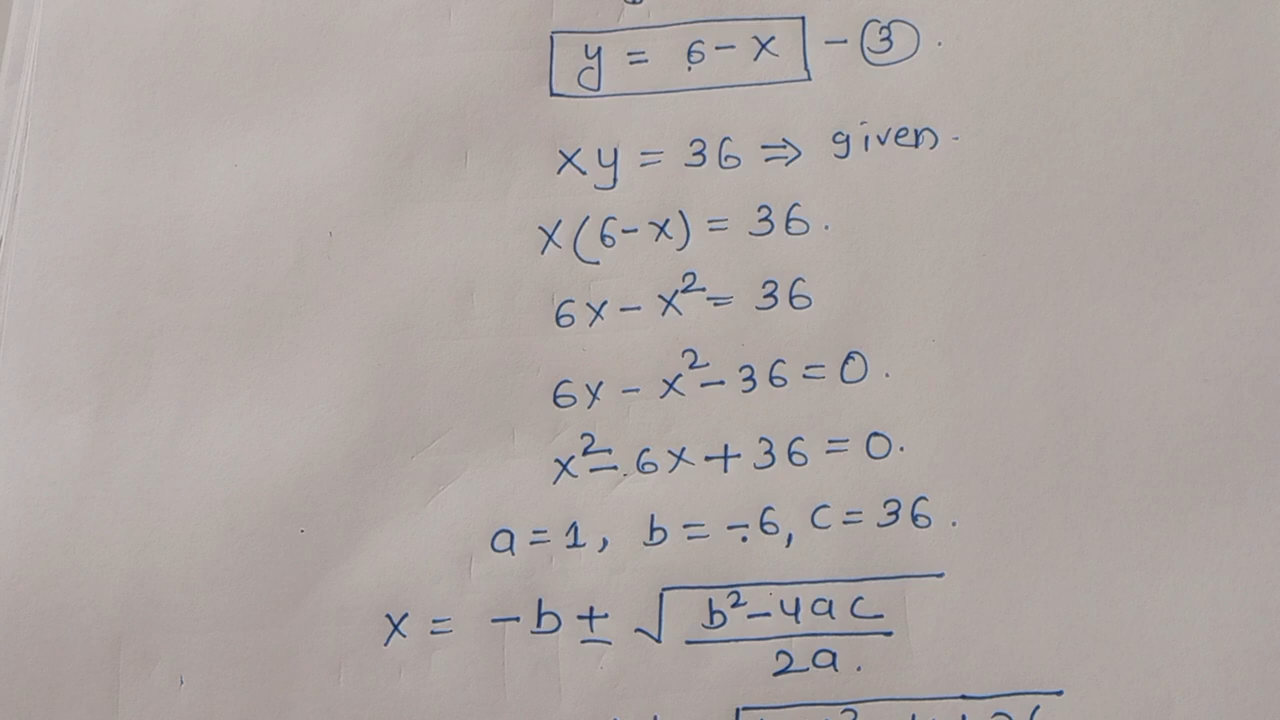 y = 6 - x - ③.
xy = 36 ⇒ given.
x(6-x) = 36.
6x - x² = 36
6x - x² - 36 = 0.
x² - 6x + 36 = 0.
a = 1, b = -6, c = 36.
x = -b ± √(b² - 4ac)/2a.